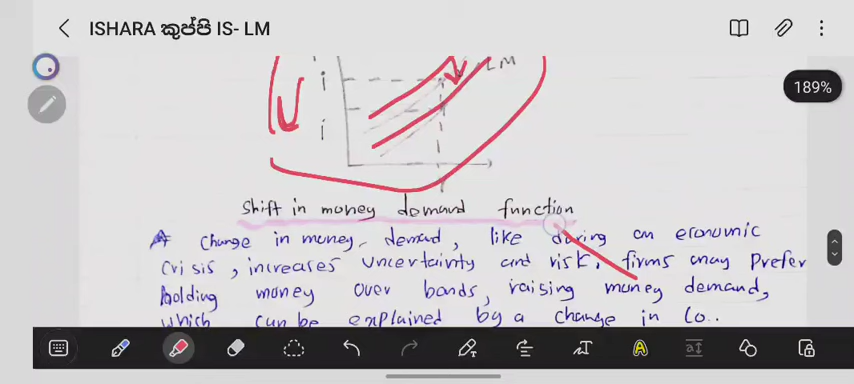 ISHARA කුප්පි IS- LM
189%
i
LM
i
Shift in money demand function
A change in money demand, like during an economic
crisis, increases uncertainty and risk. firms may prefer
holding money over bonds, raising money demand,
which can be explained by a change in Lo..